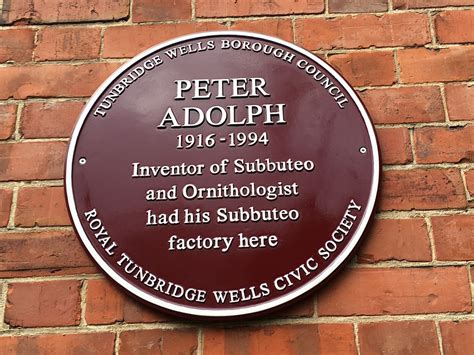 TUNBRIDGE WELLS BOROUGH COUNCIL
PETER
ADOLPH
1916-1994
Inventor of Subbuteo
and Ornithologist
had his Subbuteo
factory here
ROYAL TUNBRIDGE WELLS CIVIC SOCIETY